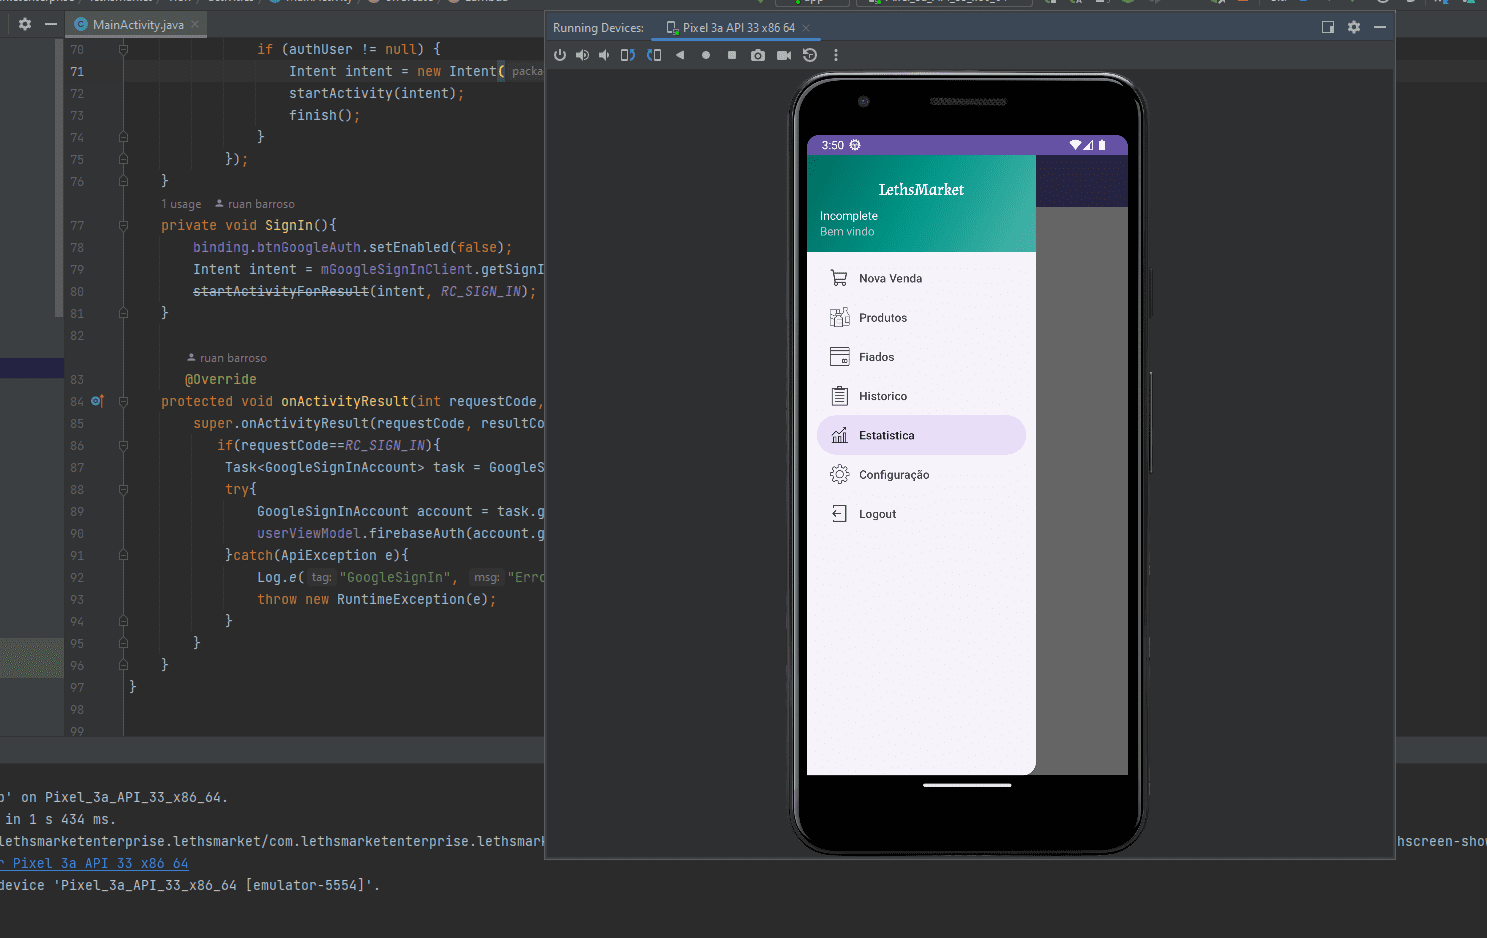 MainActivity.java
Running Devices:
Pixel 3a API 33 x86 64
70 if (authUser != null) {
71 Intent intent = new Intent( packa
72 startActivity(intent);
73 finish();
74 }
75 });
76 }
1 usage ruan barroso
77 private void SignIn(){
78 binding.btnGoogleAuth.setEnabled(false);
79 Intent intent = mGoogleSignInClient.getSignI
80 startActivityForResult(intent, RC_SIGN_IN);
81 }
82
ruan barroso
83 @Override
84 protected void onActivityResult(int requestCode,
85 super.onActivityResult(requestCode, resultCo
86 if(requestCode==RC_SIGN_IN){
87 Task<GoogleSignInAccount> task = GoogleS
88 try{
89 GoogleSignInAccount account = task.g
90 userViewModel.firebaseAuth(account.g
91 }catch(ApiException e){
92 Log.e( tag: "GoogleSignIn", msg: "Erro
93 throw new RuntimeException(e);
94 }
95 }
96 }
97 }
98
99
3:50
LethsMarket
Incomplete
Bem vindo
Nova Venda
Produtos
Fiados
Historico
Estatistica
Configuração
Logout
' on Pixel_3a_API_33_x86_64.
in 1 s 434 ms.
lethsmarketenterprise.lethsmarket/com.lethsmarketenterprise.lethsmark
hscreen-show
r Pixel_3a_API_33_x86_64
device 'Pixel_3a_API_33_x86_64 [emulator-5554]'.